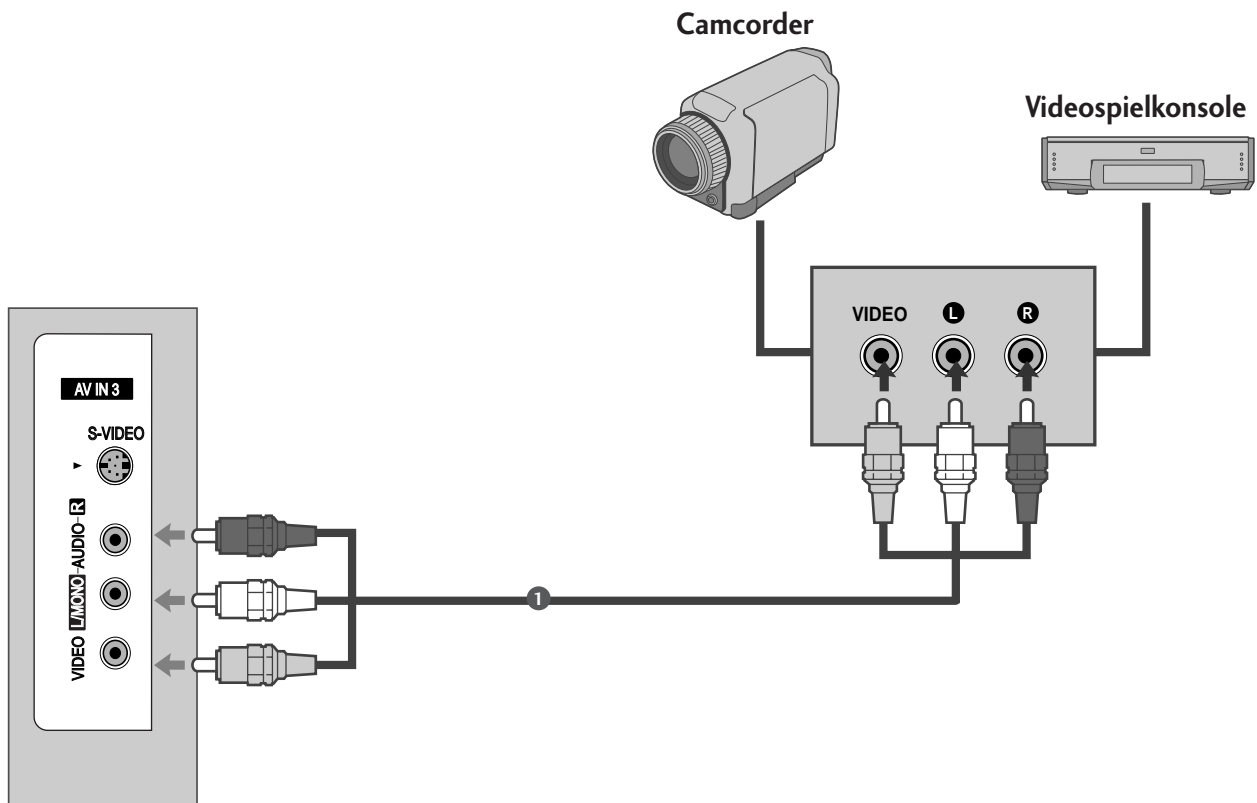 Camcorder
Videospielkonsole
VIDEO L R
AV IN 3
S-VIDEO
VIDEO L/MONO-AUDIO-R
1